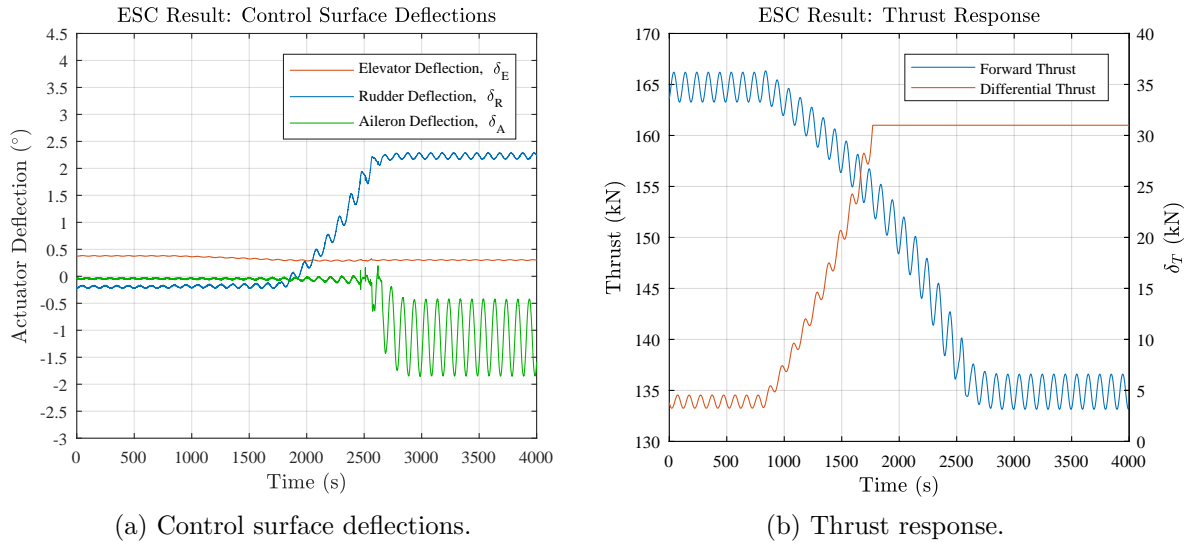 ESC Result: Control Surface Deflections
4.5
4
3.5
3
2.5
2
1.5
1
0.5
0
-0.5
-1
-1.5
-2
-2.5
-3
Actuator Deflection (°)
Elevator Deflection, δE
Rudder Deflection, δR
Aileron Deflection, δA
0 500 1000 1500 2000 2500 3000 3500 4000
Time (s)
(a) Control surface deflections.
ESC Result: Thrust Response
170
165
160
155
150
145
140
135
130
Thrust (kN)
Forward Thrust
Differential Thrust
40
35
30
25
20
15
10
5
0
δT (kN)
0 500 1000 1500 2000 2500 3000 3500 4000
Time (s)
(b) Thrust response.